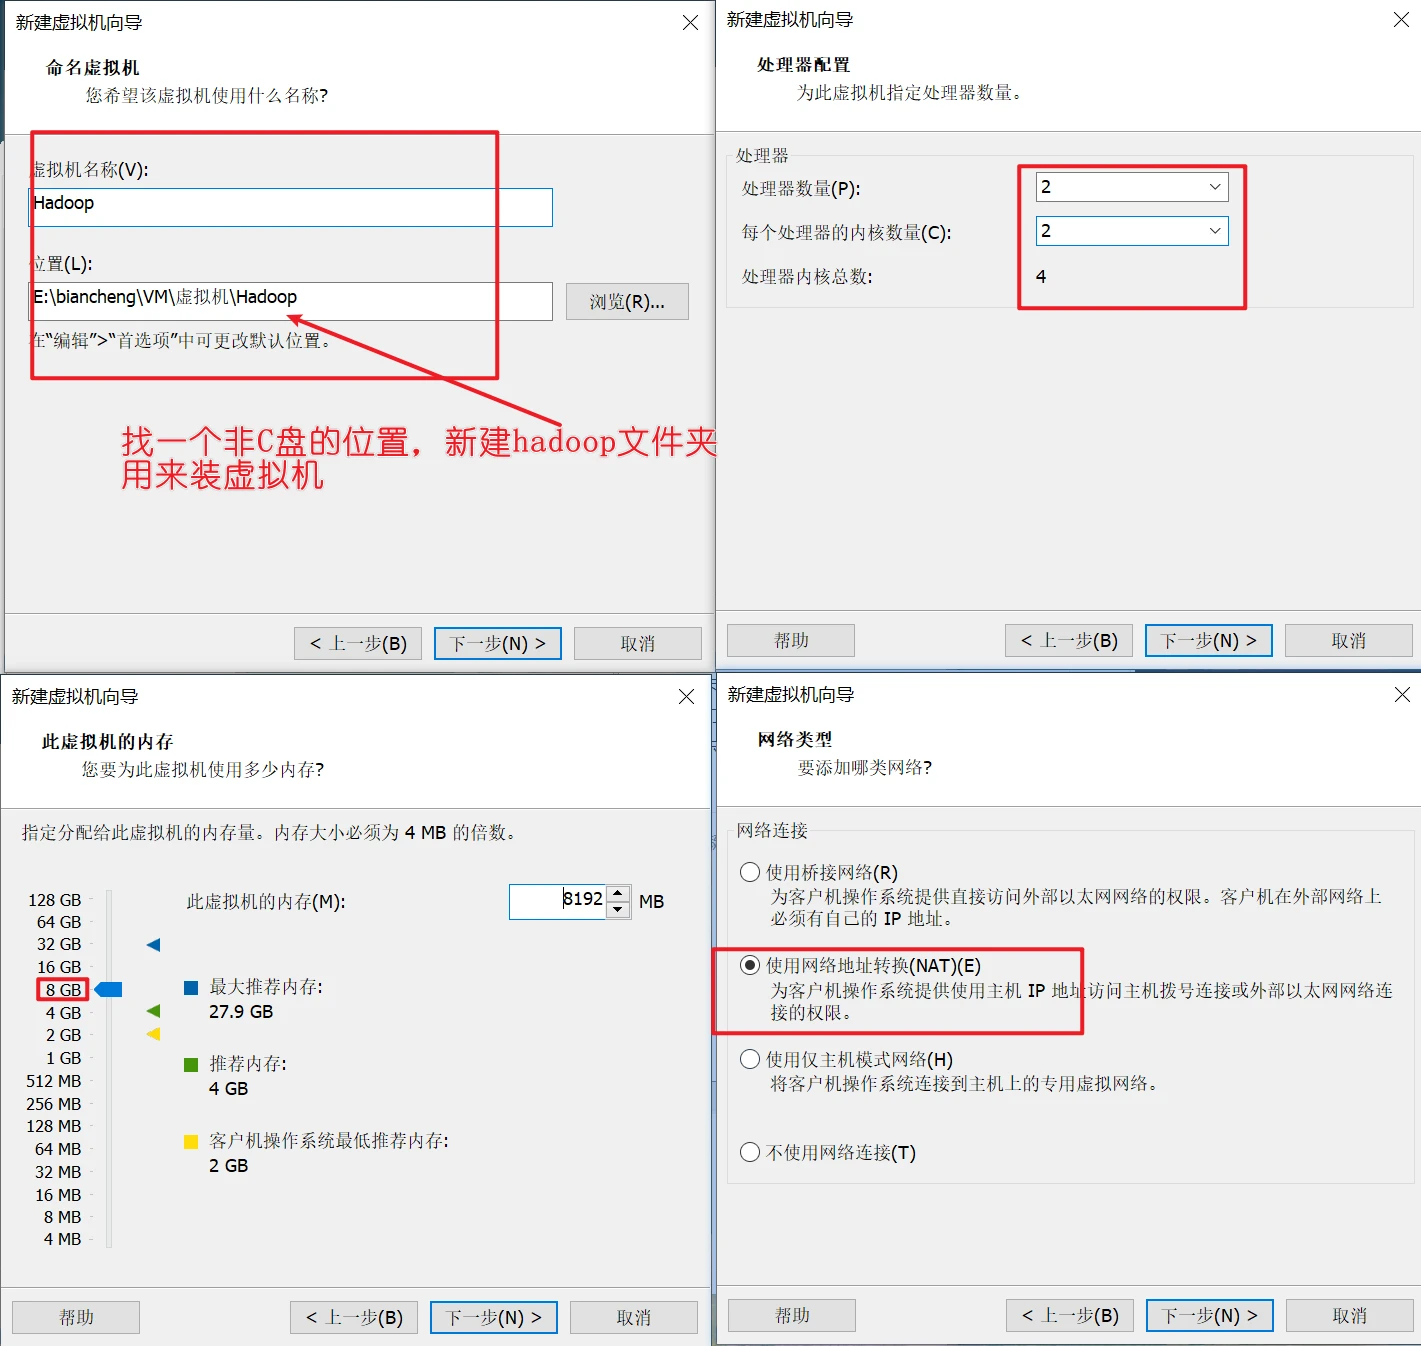 新建虚拟机向导
命名虚拟机
您希望该虚拟机使用什么名称?
虚拟机名称(V):
Hadoop
位置(L):
E:\biancheng\VM\虚拟机\Hadoop
浏览(R)...
在“编辑”>“首选项”中可更改默认位置。
找一个非C盘的位置，新建hadoop文件夹
用来装虚拟机
< 上一步(B)
下一步(N) >
取消
新建虚拟机向导
处理器配置
为此虚拟机指定处理器数量。
处理器
处理器数量(P):
2
每个处理器的内核数量(C):
2
处理器内核总数:
4
帮助
< 上一步(B)
下一步(N) >
取消
新建虚拟机向导
此虚拟机的内存
您要为此虚拟机使用多少内存?
指定分配给此虚拟机的内存量。内存大小必须为 4 MB 的倍数。
此虚拟机的内存(M):
8192
MB
128 GB
64 GB
32 GB
16 GB
8 GB
4 GB
2 GB
1 GB
512 MB
256 MB
128 MB
64 MB
32 MB
16 MB
8 MB
4 MB
最大推荐内存:
27.9 GB
推荐内存:
4 GB
客户机操作系统最低推荐内存:
2 GB
帮助
< 上一步(B)
下一步(N) >
取消
新建虚拟机向导
网络类型
要添加哪类网络?
网络连接
使用桥接网络(R)
为客户机操作系统提供直接访问外部以太网网络的权限。客户机在外部网络上
必须有自己的 IP 地址。
使用网络地址转换(NAT)(E)
为客户机操作系统提供使用主机 IP 地址访问主机拨号连接或外部以太网网络连
接的权限。
使用仅主机模式网络(H)
将客户机操作系统连接到主机上的专用虚拟网络。
不使用网络连接(T)
帮助
< 上一步(B)
下一步(N) >
取消